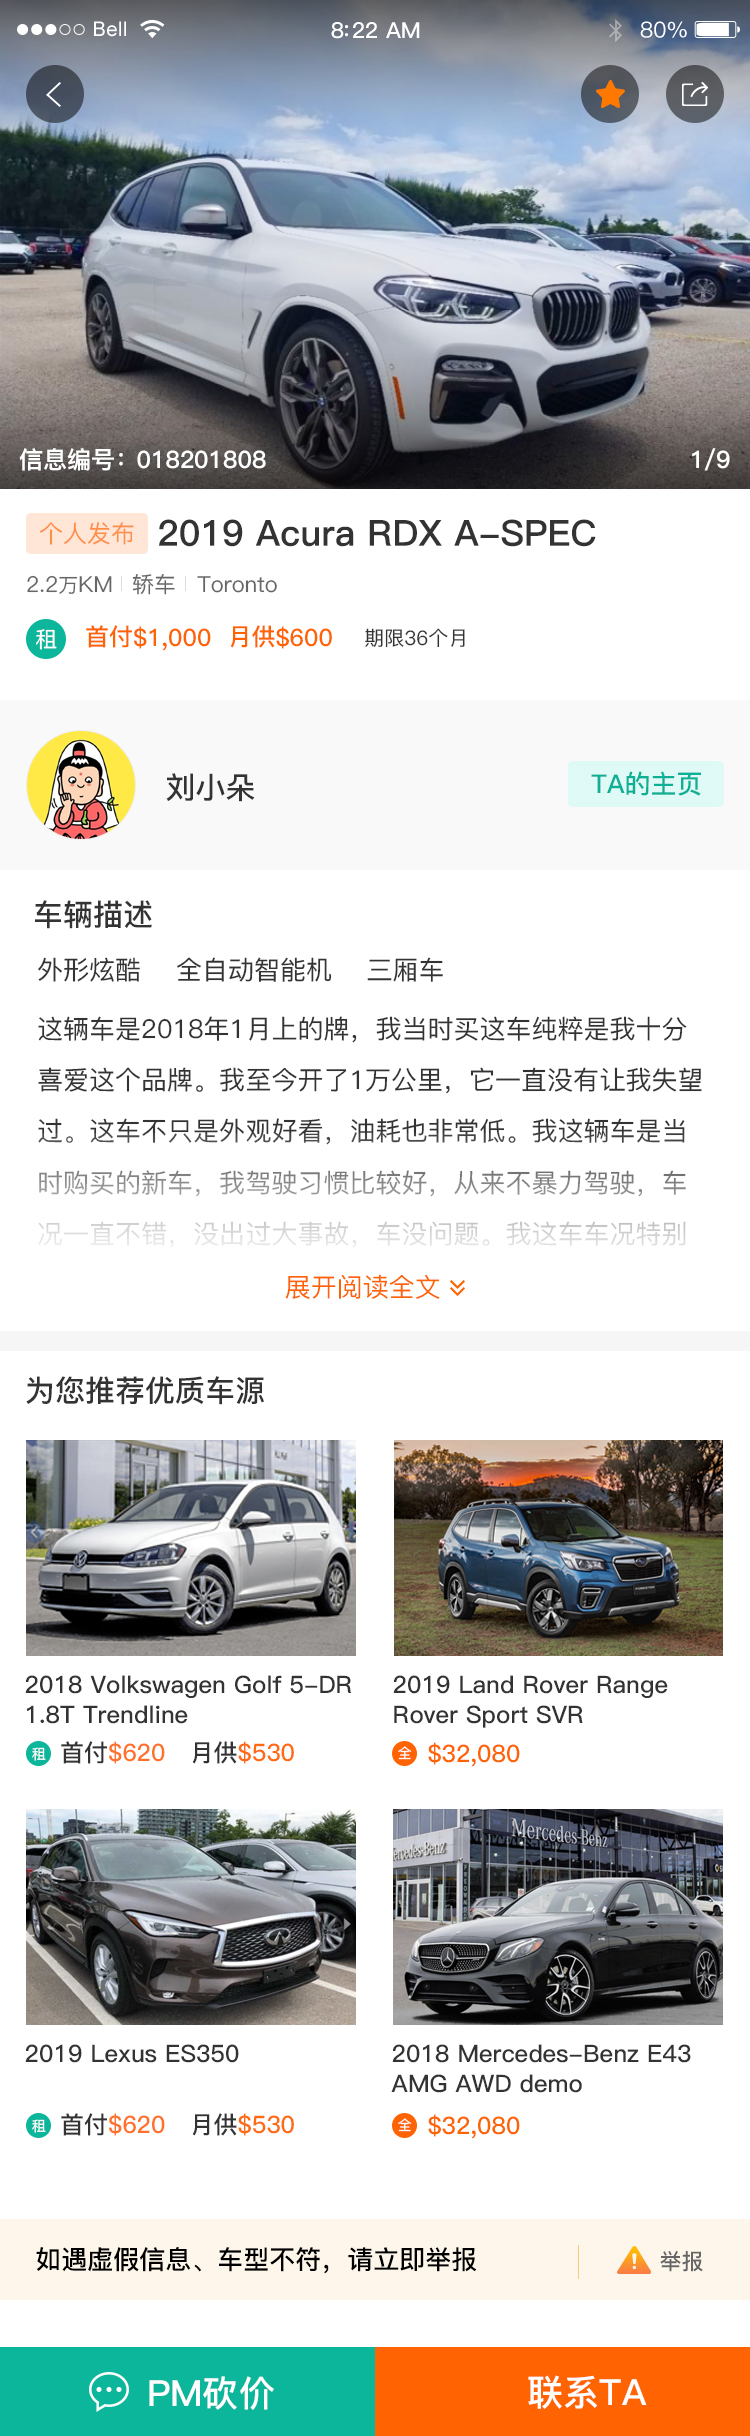 Bell
8:22 AM
80%
信息编号：018201808
1/9
个人发布
2019 Acura RDX A-SPEC
2.2万KM
轿车
Toronto
租
首付$1,000
月供$600
期限36个月
刘小朵
TA的主页
车辆描述
外形炫酷
全自动智能机
三厢车
这辆车是2018年1月上的牌，我当时买这车纯粹是我十分
喜爱这个品牌。我至今开了1万公里，它一直没有让我失望
过。这车不只是外观好看，油耗也非常低。我这辆车是当
时购买的新车，我驾驶习惯比较好，从来不暴力驾驶，车
况一直不错，没出过大事故，车没问题。我这车车况特别
展开阅读全文
为您推荐优质车源
2018 Volkswagen Golf 5-DR
1.8T Trendline
租 首付$620 月供$530
2019 Land Rover Range
Rover Sport SVR
全 $32,080
Mercedes-Benz
2019 Lexus ES350
租 首付$620 月供$530
2018 Mercedes-Benz E43
AMG AWD demo
全 $32,080
如遇虚假信息、车型不符，请立即举报
举报
PM砍价
联系TA